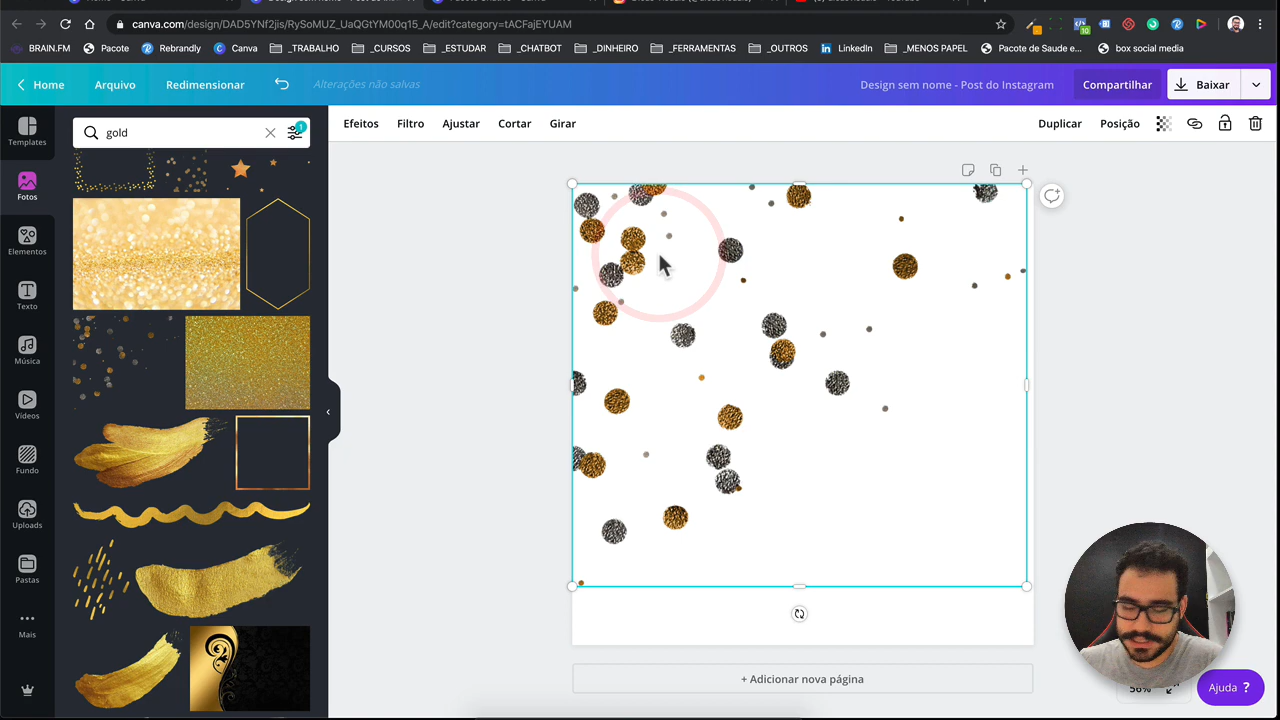 canva.com/design/DAD5YNf2jis/RySoMUZ_UaQGtYM00q15_A/edit?category=tACFajEYUAM
BRAIN.FM Pacote Rebrandly Canva _TRABALHO _CURSOS _ESTUDAR _CHATBOT _DINHEIRO _FERRAMENTAS _OUTROS LinkedIn _MENOS PAPEL Pacote de Saude e... box social media
Home Arquivo Redimensionar Alterações não salvas Design sem nome - Post do Instagram Compartilhar Baixar
Efeitos Filtro Ajustar Cortar Girar Duplicar Posição
gold
1
Templates
Fotos
Elementos
Texto
Música
Vídeos
Fundo
Uploads
Pastas
Mais
+ Adicionar nova página
56%
Ajuda ?